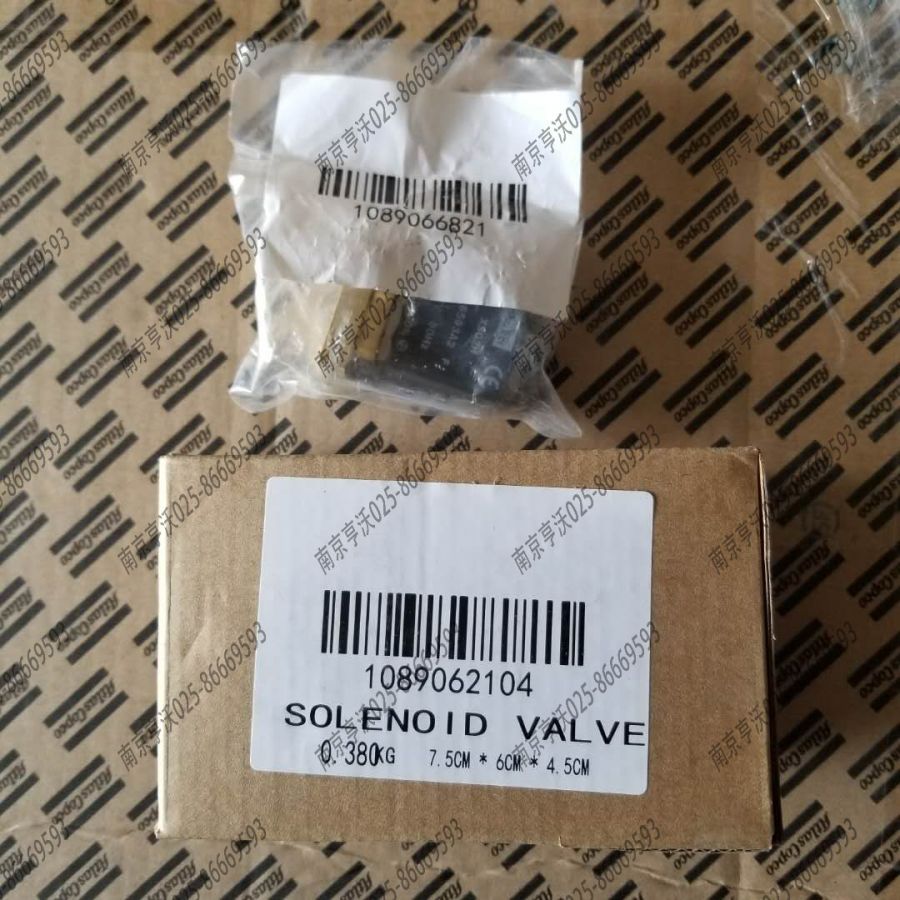 1089066821
CE
1089062104
SOLENOID VALVE
0.380KG 7.5CM * 6CM * 4.5CM
Atlas Copco
南京亨沃025-86669593